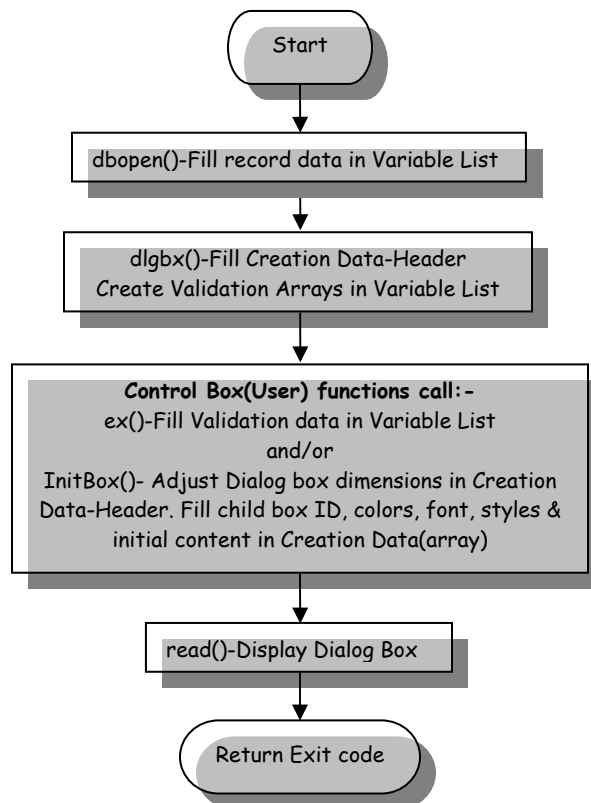 Start
dbopen()-Fill record data in Variable List
dlgbx()-Fill Creation Data-Header
Create Validation Arrays in Variable List
Control Box(User) functions call:-
ex()-Fill Validation data in Variable List
and/or
InitBox()- Adjust Dialog box dimensions in Creation
Data-Header. Fill child box ID, colors, font, styles &
initial content in Creation Data(array)
read()-Display Dialog Box
Return Exit code